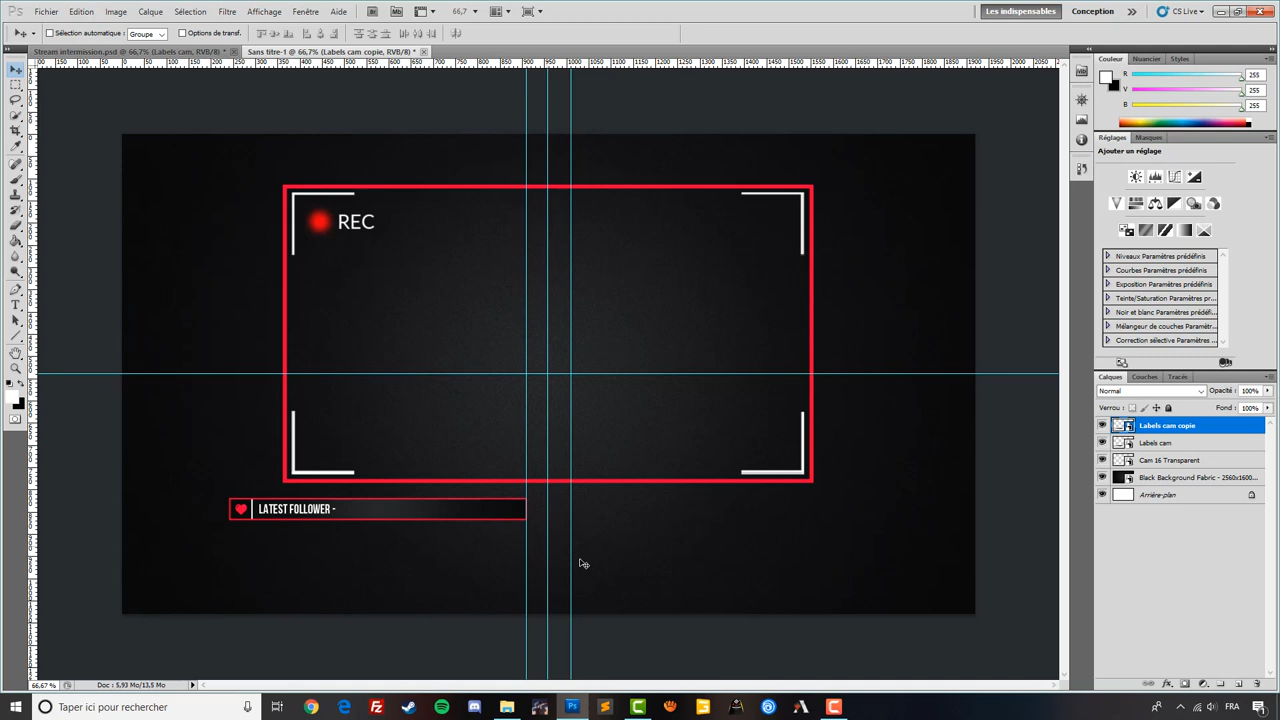 Ps Fichier Edition Image Calque Sélection Filtre Affichage Fenêtre Aide Br Mb 66,7 Les indispensables Conception CS Live
Sélection automatique : Groupe Options de transf.
Stream intermission.psd @ 66,7% (Labels cam, RVB/8) * Sans titre-1 @ 66,7% (Labels cam copie, RVB/8) *
Couleur Nuancier Styles
R 255
V 255
B 255
Réglages Masques
Ajouter un réglage
Niveaux Paramètres prédéfinis
Courbes Paramètres prédéfinis
Exposition Paramètres prédéfinis
Teinte/Saturation Paramètres pr...
Noir et blanc Paramètres prédéfi...
Mélangeur de couches Paramètr...
Correction sélective Paramètres ...
Calques Couches Tracés
Normal Opacité : 100%
Verrou : Fond : 100%
Labels cam copie
Labels cam
Cam 16 Transparent
Black Background Fabric - 2560x1600...
Arrière-plan
REC
LATEST FOLLOWER -
66,67 % Doc : 5,93 Mo/13,5 Mo
Taper ici pour rechercher
FRA